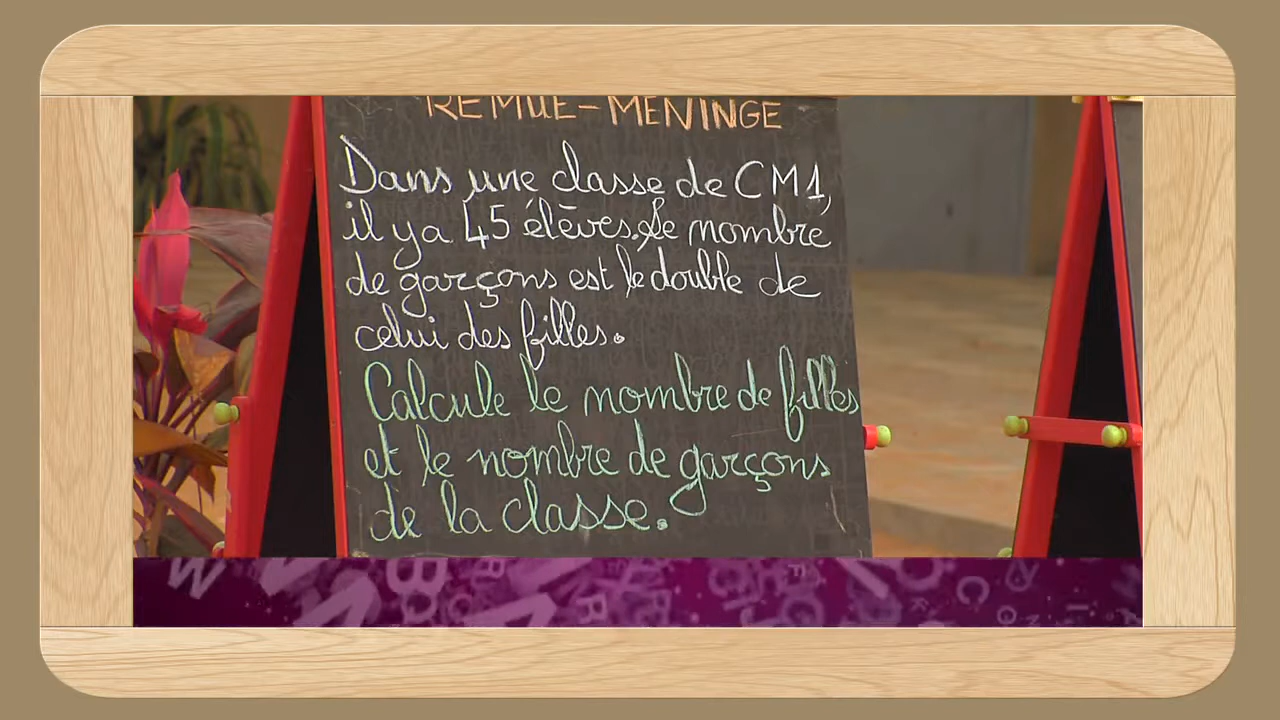 REMUE-MENINGE
Dans une classe de CM1,
il y a 45 élèves. Le nombre
de garçons est le double de
celui des filles.
Calcule le nombre de filles
et le nombre de garçons
de la classe.